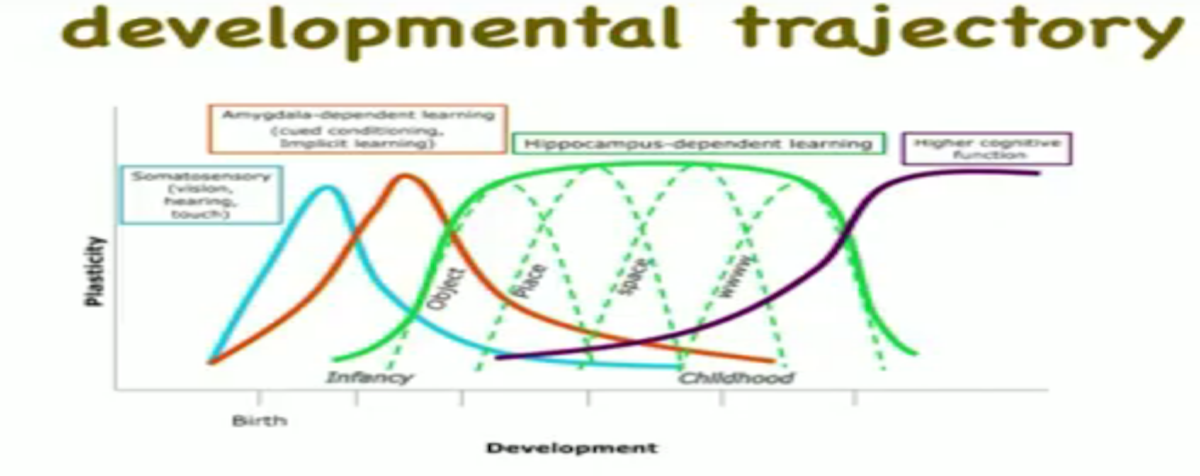 developmental trajectory
Amygdala-dependent learning
(cued conditioning,
Implicit learning)
Hippocampus-dependent learning
Higher cognitive
function
Somatosensory
(vision,
hearing,
touch)
Plasticity
Object
Place
space
www
Infancy
Childhood
Birth
Development